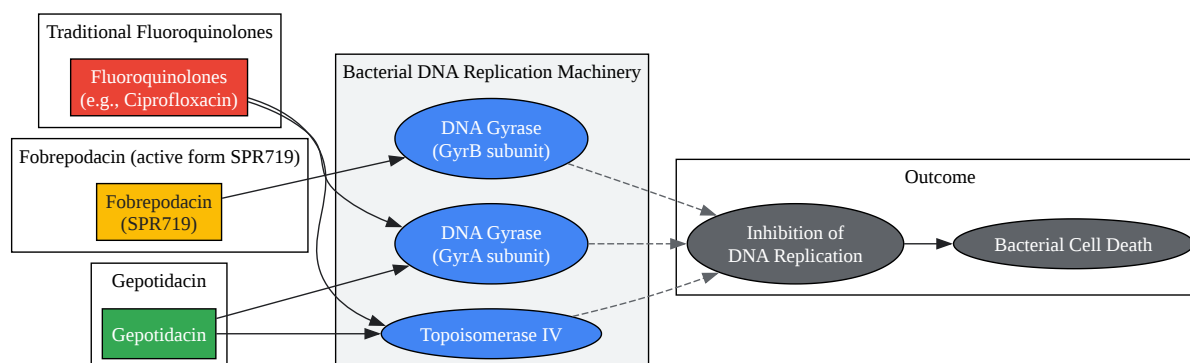 Traditional Fluoroquinolones
Fluoroquinolones
(e.g., Ciprofloxacin)
Fobrepodacin (active form SPR719)
Fobrepodacin
(SPR719)
Gepotidacin
Gepotidacin
Bacterial DNA Replication Machinery
DNA Gyrase
(GyrB subunit)
DNA Gyrase
(GyrA subunit)
Topoisomerase IV
Outcome
Inhibition of
DNA Replication
Bacterial Cell Death